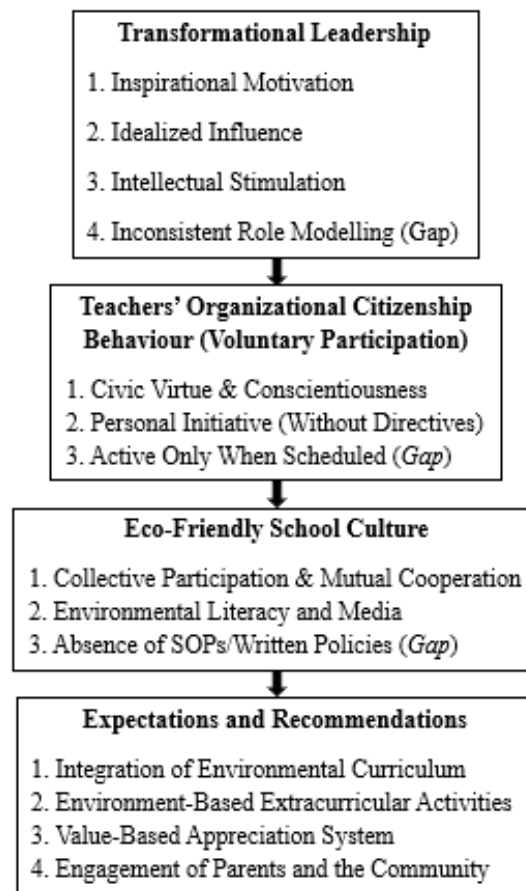 Transformational Leadership
1. Inspirational Motivation
2. Idealized Influence
3. Intellectual Stimulation
4. Inconsistent Role Modelling (Gap)
Teachers' Organizational Citizenship
Behaviour (Voluntary Participation)
1. Civic Virtue & Conscientiousness
2. Personal Initiative (Without Directives)
3. Active Only When Scheduled (Gap)
Eco-Friendly School Culture
1. Collective Participation & Mutual Cooperation
2. Environmental Literacy and Media
3. Absence of SOPs/Written Policies (Gap)
Expectations and Recommendations
1. Integration of Environmental Curriculum
2. Environment-Based Extracurricular Activities
3. Value-Based Appreciation System
4. Engagement of Parents and the Community